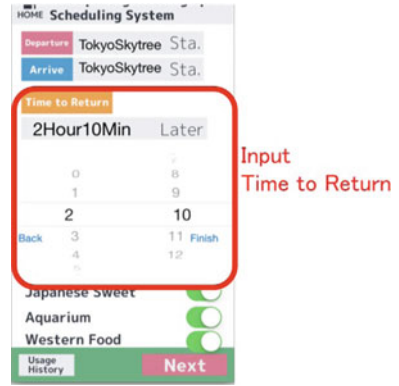 HOME Scheduling System
Departure TokyoSkytree Sta.
Arrive TokyoSkytree Sta.
Time to Return
2Hour10Min Later
0 8
1 9
2 10
Back 3 11 Finish
4 12
Input
Time to Return
Japanese Sweet
Aquarium
Western Food
Usage
History
Next